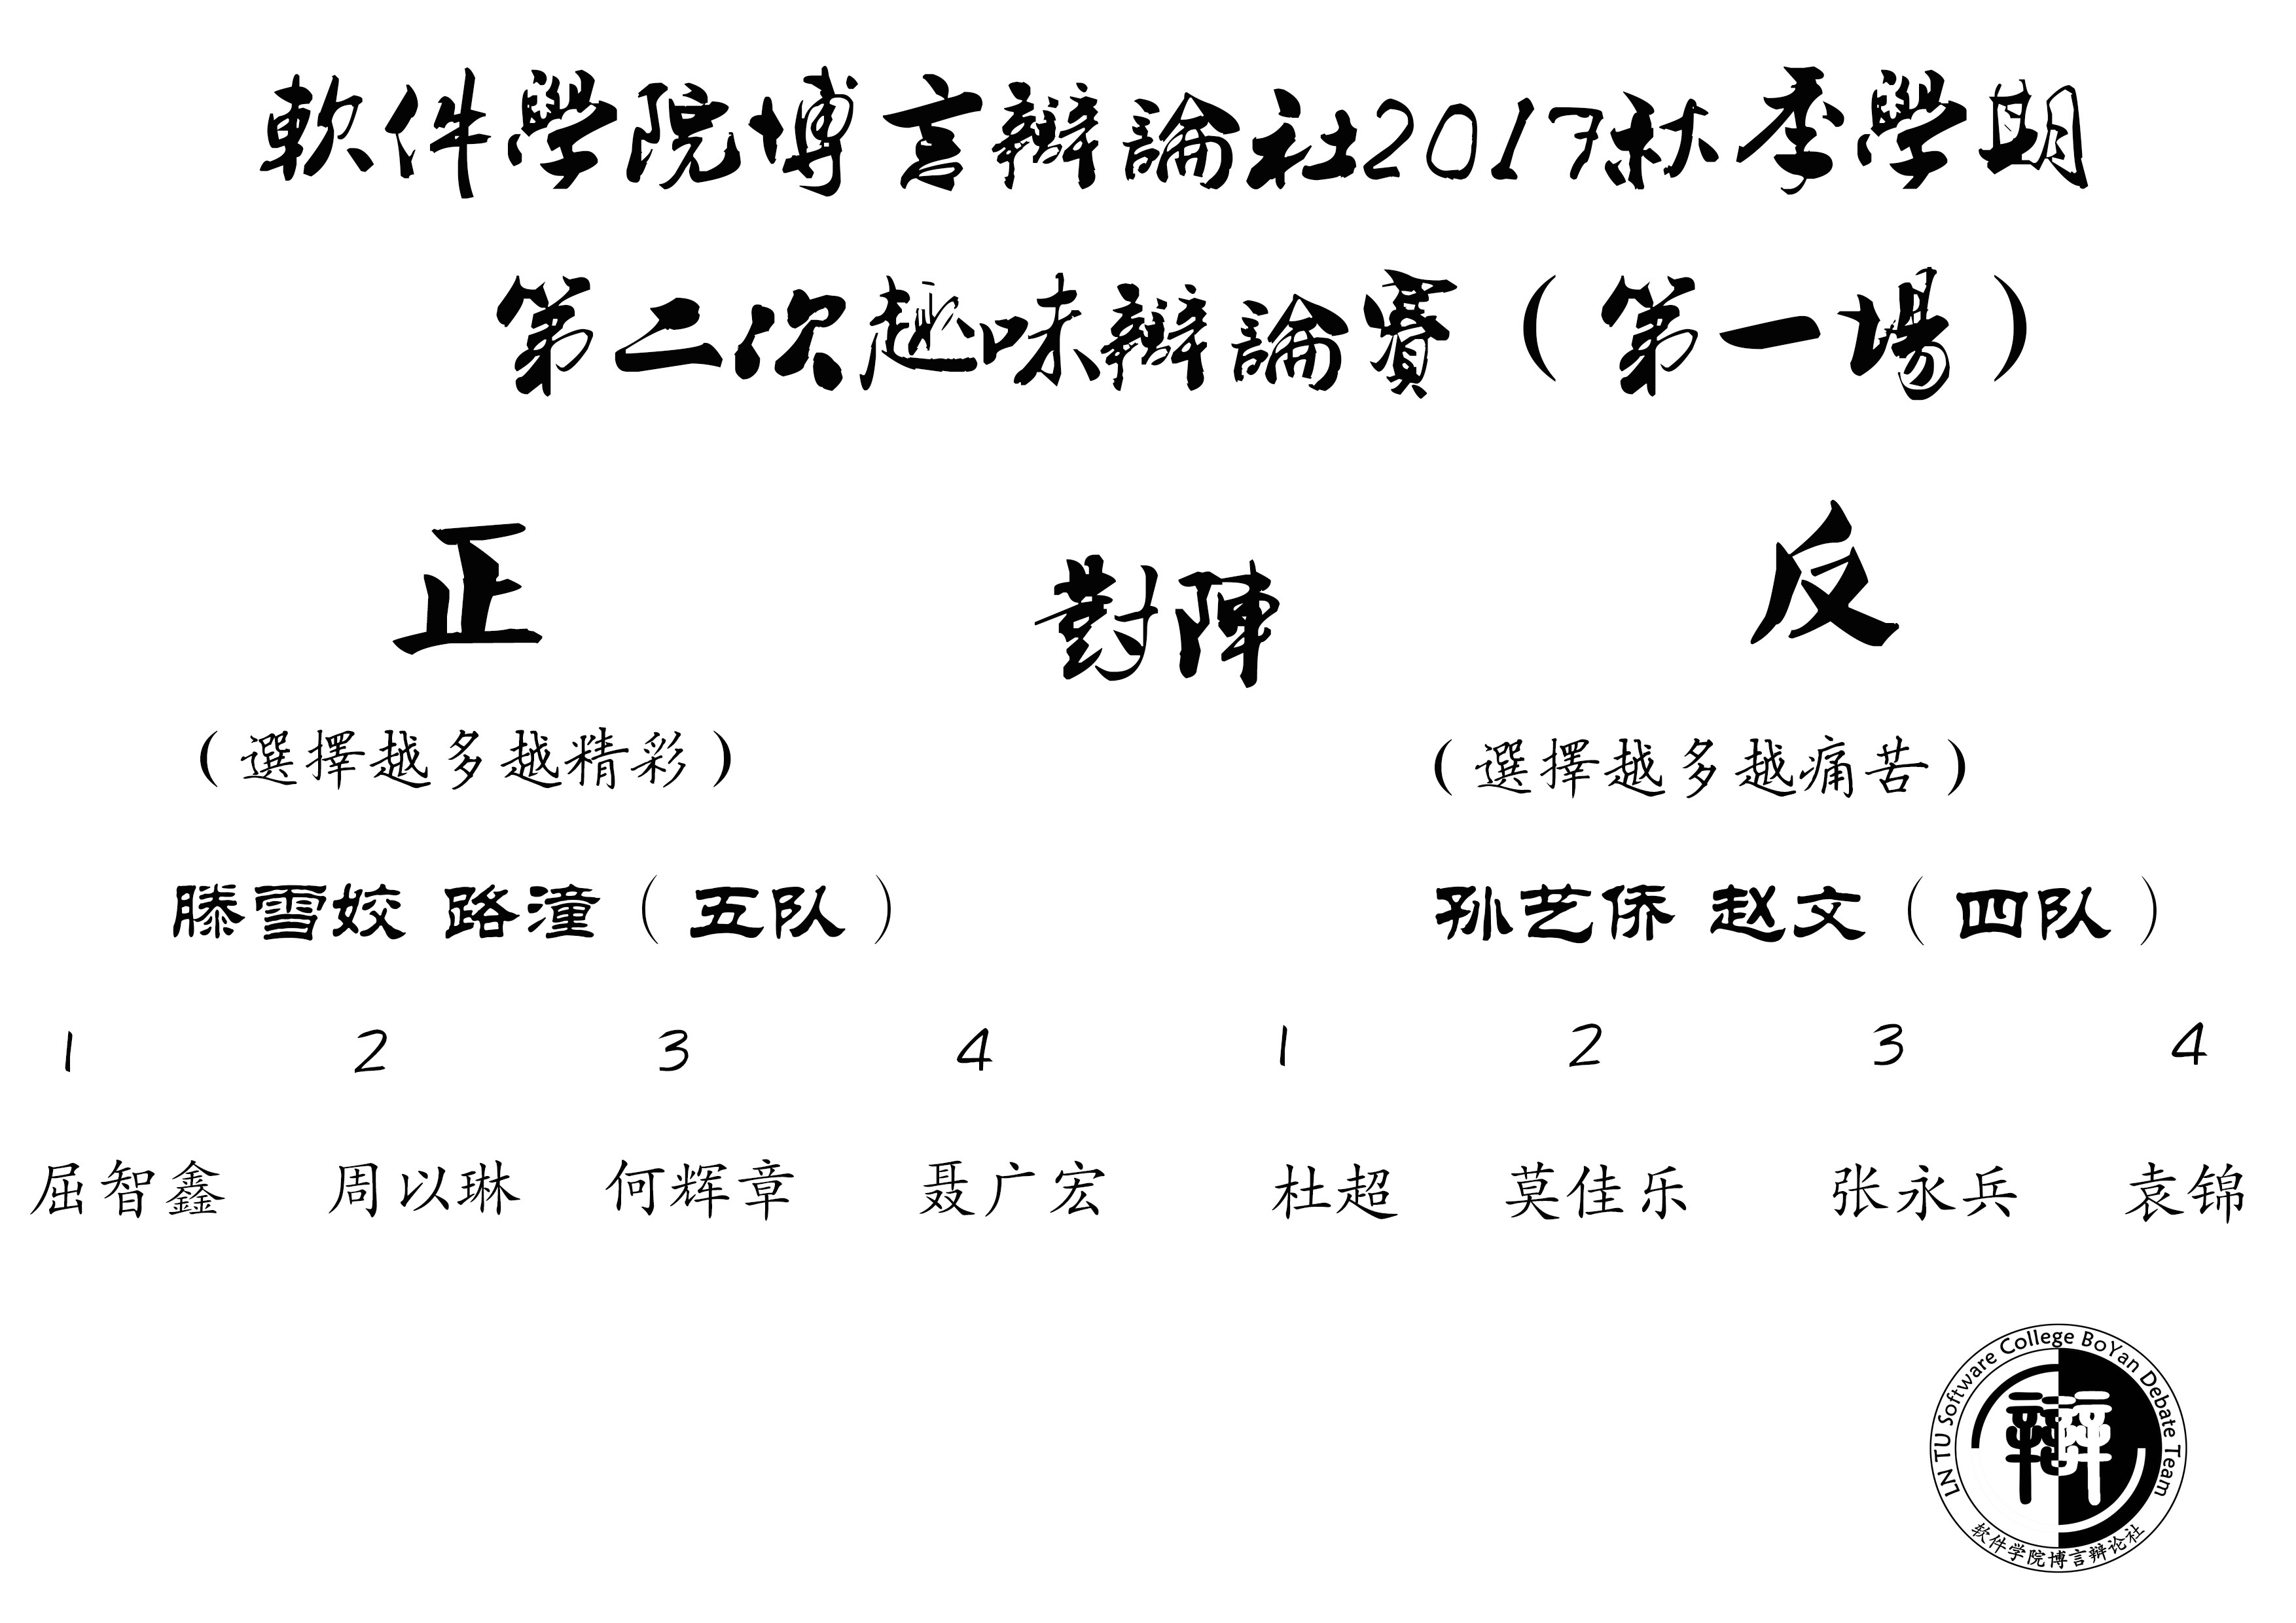 軟件學院博言辯論社2017秋季學期
第二次趣味辯論賽（第一場）
正 對陣 反
（選擇越多越精彩） （選擇越多越痛苦）
滕雪姣 路潼（五队） 孙艺侨 赵文（四队）
1 2 3 4 1 2 3 4
屈智鑫 周以琳 何辉章 聂广宏 杜超 莫佳乐 张永兵 袁锦
LN TU Software College BoYan Debate Team
辩
软件学院博言辩论社